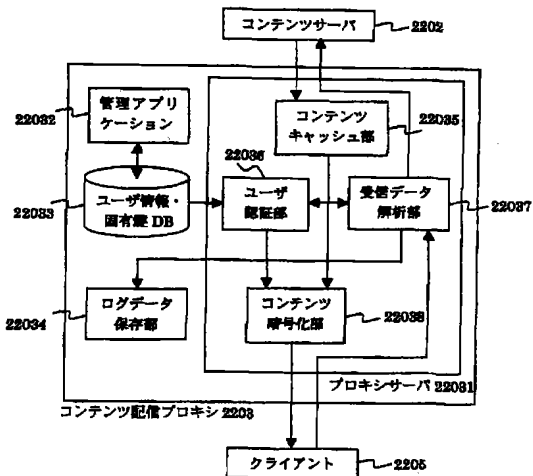 コンテンツサーバ
2202
22032
管理アプリ
ケーション
コンテンツ
キャッシュ部
22035
22036
22033
ユーザ情報・
固有鍵 DB
ユーザ
認証部
受信データ
解析部
22037
22034
ログデータ
保存部
コンテンツ
暗号化部
22038
プロキシサーバ 22031
コンテンツ配信プロキシ 2203
クライアント
2205